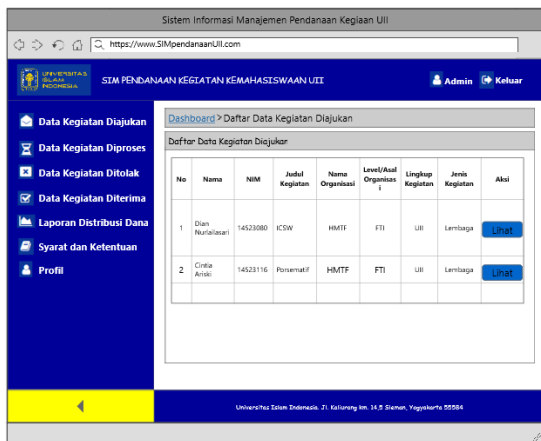 Sistem Informasi Manajemen Pendanaan Kegiaan UII
https://www.SIMpendanaanUII.com
UNIVERSITAS
ISLAM
INDONESIA
SIM PENDANAAN KEGIATAN KEMAHASISWAAN UII
Admin
Keluar
Data Kegiatan Diajukan
Data Kegiatan Diproses
Data Kegiatan Ditolak
Data Kegiatan Diterima
Laporan Distribusi Dana
Syarat dan Ketentuan
Profil
Dashboard > Daftar Data Kegiatan Diajukan
Daftar Data Kegiatan Diajukan
No Nama NIM Judul Kegiatan Nama Organisasi Level/Asal Organisasi Lingkup Kegiatan Jenis Kegiatan Aksi
1 Dian Nurlailasari 14523080 ICSW HMTF FTI UII Lembaga Lihat
2 Cintia Ariski 14523116 Porsematif HMTF FTI UII Lembaga Lihat
Universitas Islam Indonesia. Jl. Kaliurang km. 14,5 Sleman, Yogyakarta 55584